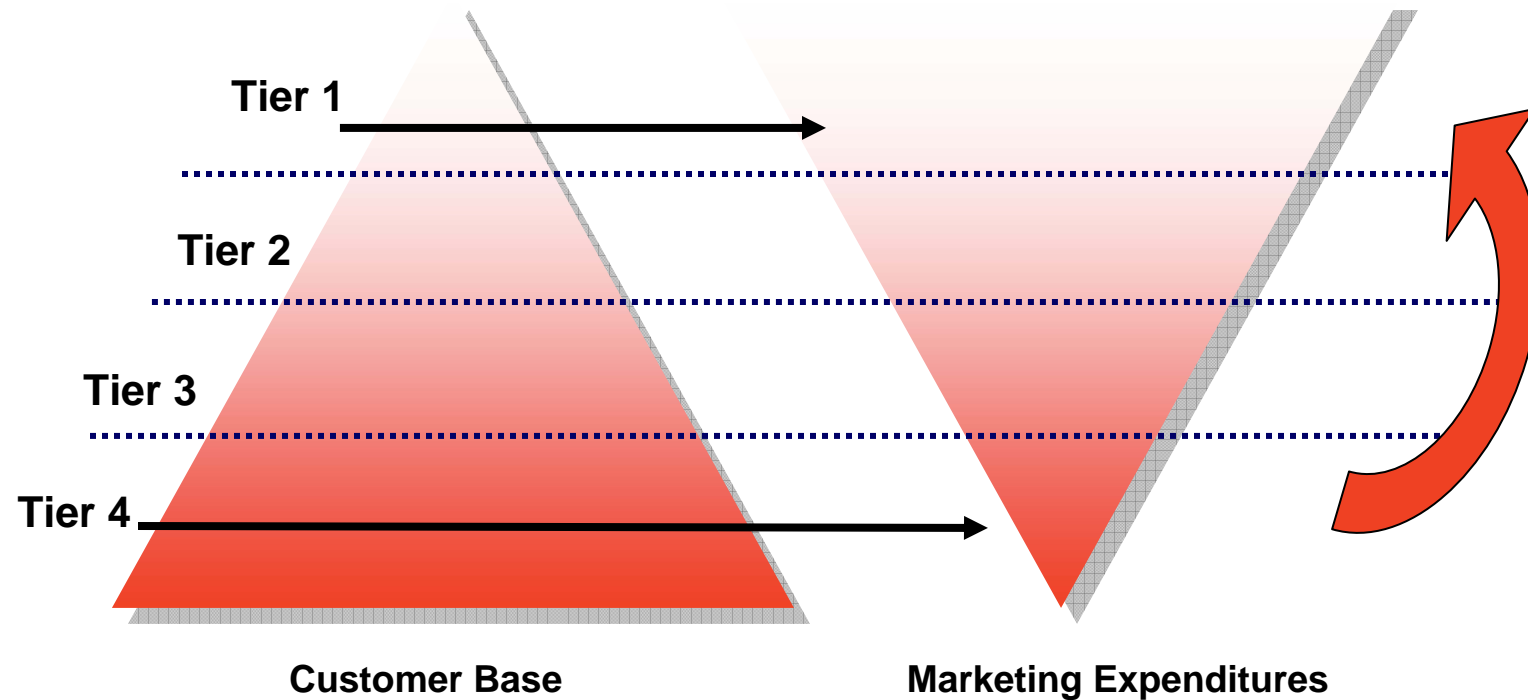 Tier 1
Tier 2
Tier 3
Tier 4
Customer Base
Marketing Expenditures